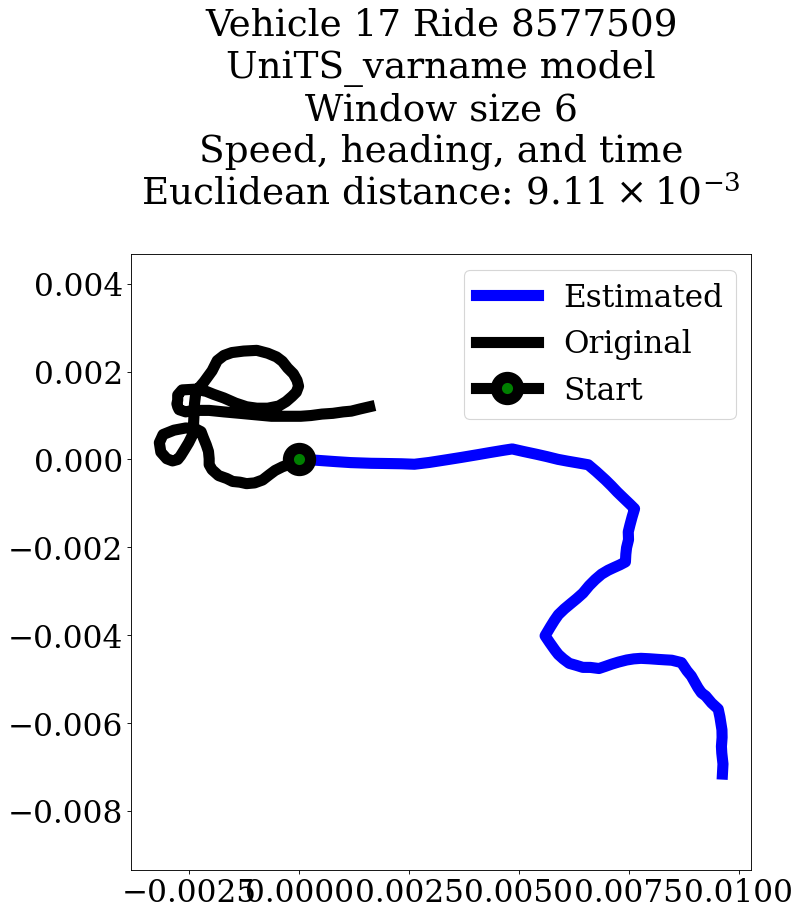 Vehicle 17 Ride 8577509
UniTS_varname model
Window size 6
Speed, heading, and time
Euclidean distance: 9.11 × 10⁻³
Estimated
Original
Start
0.004
0.002
0.000
−0.002
−0.004
−0.006
−0.008
−0.0025 0.0000 0.0025 0.0050 0.0075 0.0100